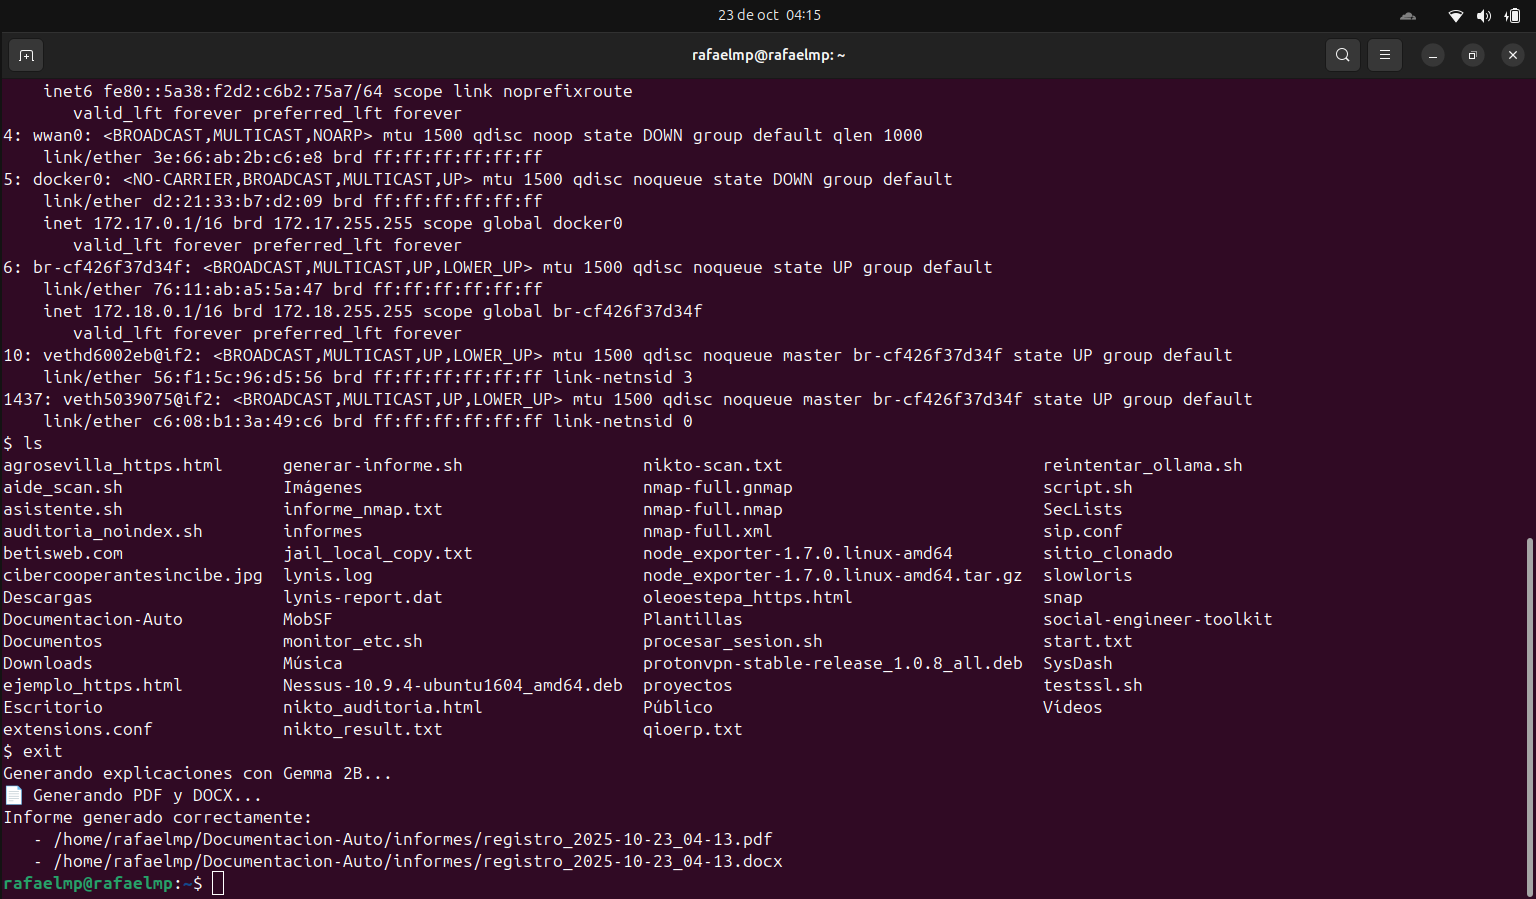 23 de oct 04:15
rafaelmp@rafaelmp: ~
inet6 fe80::5a38:f2d2:c6b2:75a7/64 scope link noprefixroute
valid_lft forever preferred_lft forever
4: wwan0: <BROADCAST,MULTICAST,NOARP> mtu 1500 qdisc noop state DOWN group default qlen 1000
link/ether 3e:66:ab:2b:c6:e8 brd ff:ff:ff:ff:ff:ff
5: docker0: <NO-CARRIER,BROADCAST,MULTICAST,UP> mtu 1500 qdisc noqueue state DOWN group default
link/ether d2:21:33:b7:d2:09 brd ff:ff:ff:ff:ff:ff
inet 172.17.0.1/16 brd 172.17.255.255 scope global docker0
valid_lft forever preferred_lft forever
6: br-cf426f37d34f: <BROADCAST,MULTICAST,UP,LOWER_UP> mtu 1500 qdisc noqueue state UP group default
link/ether 76:11:ab:a5:5a:47 brd ff:ff:ff:ff:ff:ff
inet 172.18.0.1/16 brd 172.18.255.255 scope global br-cf426f37d34f
valid_lft forever preferred_lft forever
10: vethd6002eb@if2: <BROADCAST,MULTICAST,UP,LOWER_UP> mtu 1500 qdisc noqueue master br-cf426f37d34f state UP group default
link/ether 56:f1:5c:96:d5:56 brd ff:ff:ff:ff:ff:ff link-netnsid 3
1437: veth5039075@if2: <BROADCAST,MULTICAST,UP,LOWER_UP> mtu 1500 qdisc noqueue master br-cf426f37d34f state UP group default
link/ether c6:08:b1:3a:49:c6 brd ff:ff:ff:ff:ff:ff link-netnsid 0
$ ls
agrosevilla_https.html generar-informe.sh nikto-scan.txt reintentar_ollama.sh
aide_scan.sh Imágenes nmap-full.gnmap script.sh
asistente.sh informe_nmap.txt nmap-full.nmap SecLists
auditoria_noindex.sh informes nmap-full.xml sip.conf
betisweb.com jail_local_copy.txt node_exporter-1.7.0.linux-amd64 sitio_clonado
cibercooperantesincibe.jpg lynis.log node_exporter-1.7.0.linux-amd64.tar.gz slowloris
Descargas lynis-report.dat oleoestepa_https.html snap
Documentacion-Auto MobSF Plantillas social-engineer-toolkit
Documentos monitor_etc.sh procesar_sesion.sh start.txt
Downloads Música protonvpn-stable-release_1.0.8_all.deb SysDash
ejemplo_https.html Nessus-10.9.4-ubuntu1604_amd64.deb proyectos testssl.sh
Escritorio nikto_auditoria.html Público Vídeos
extensions.conf nikto_result.txt qioerp.txt
$ exit
Generando explicaciones con Gemma 2B...
📄 Generando PDF y DOCX...
Informe generado correctamente:
- /home/rafaelmp/Documentacion-Auto/informes/registro_2025-10-23_04-13.pdf
- /home/rafaelmp/Documentacion-Auto/informes/registro_2025-10-23_04-13.docx
rafaelmp@rafaelmp:~$